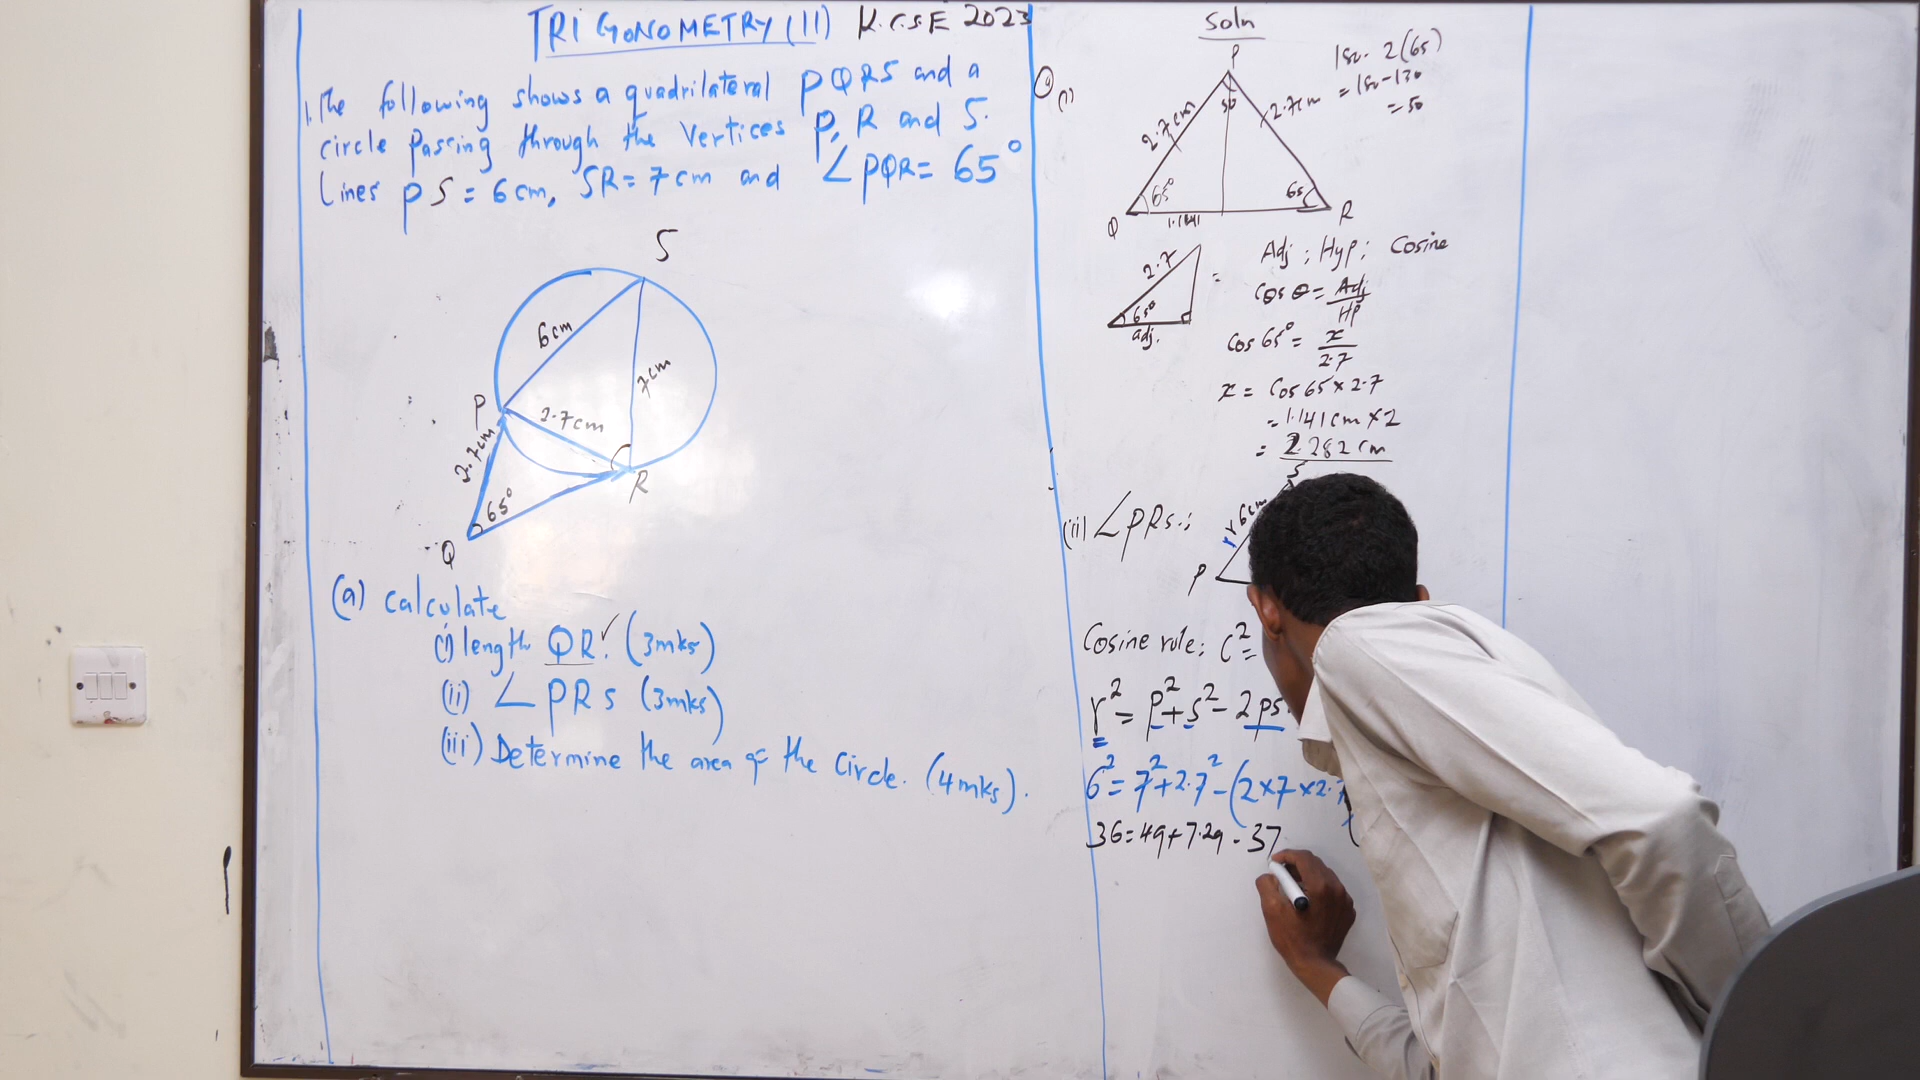 TRIGONOMETRY (II) K.C.S.E 2023
1. The following shows a quadrilateral PQRS and a
circle passing through the vertices P, R and S.
Lines PS = 6cm, SR = 7cm and ∠PQR = 65°
S
6cm
7cm
P
2.7cm
2.7cm
R
65°
Q
(a) Calculate
(i) length QR. ✓ (3mks)
(ii) ∠PRS (3mks)
(iii) Determine the area of the circle. (4mks).
Soln
(i)
P
50
2.7cm
2.7cm
65°
65
Q
1.1141
R
180 - 2(65)
= 180 - 130
= 50
2.7
65°
adj.
=
Adj ; Hyp ; Cosine
Cos θ = Adj/HP
Cos 65° = x/2.7
x = Cos 65 × 2.7
= 1.141cm × 2
= 2.282cm
(ii) ∠PRS.;
S
r 6cm
P
Cosine rule; C² =
r² = P² + s² - 2ps
6² = 7² + 2.7² - (2×7×2.7
36 = 49 + 7.29 - 37